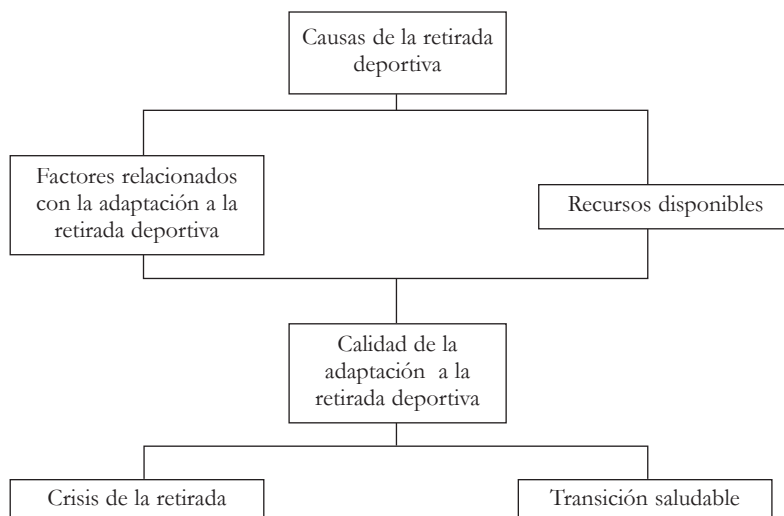 Causas de la retirada
deportiva
Factores relacionados
con la adaptación a la
retirada deportiva
Recursos disponibles
Calidad de la
adaptación a la
retirada deportiva
Crisis de la retirada
Transición saludable